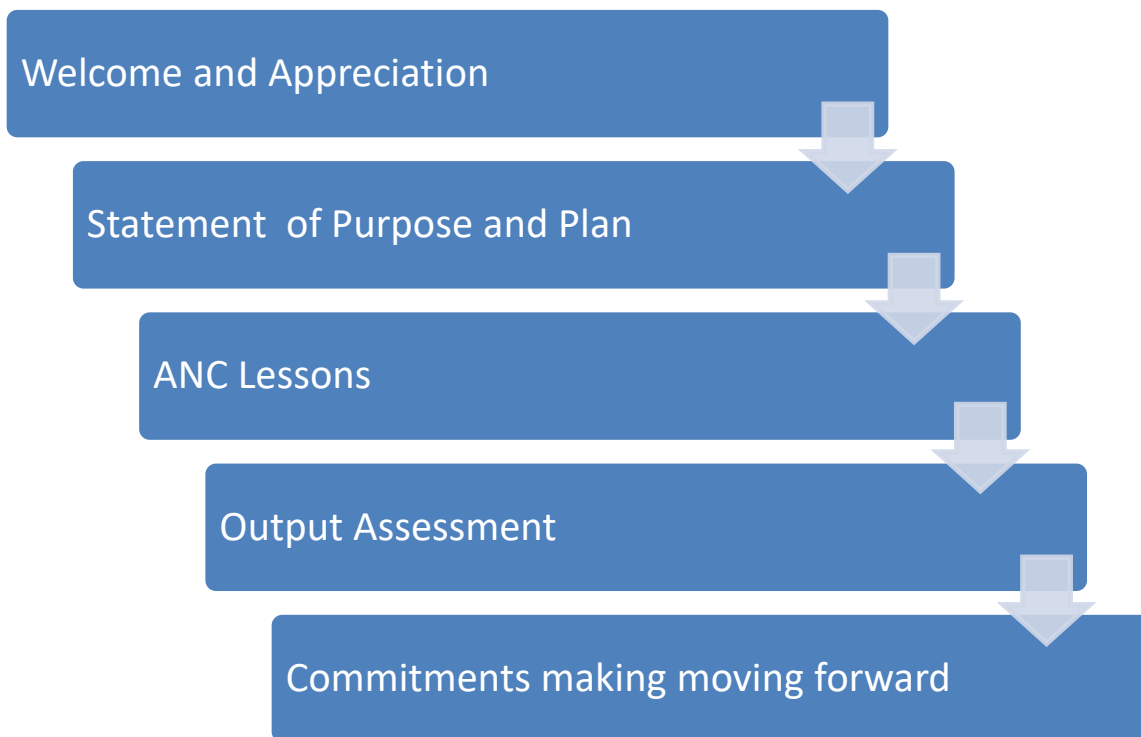 Welcome and Appreciation
Statement  of Purpose and Plan
ANC Lessons
Output Assessment
Commitments making moving forward